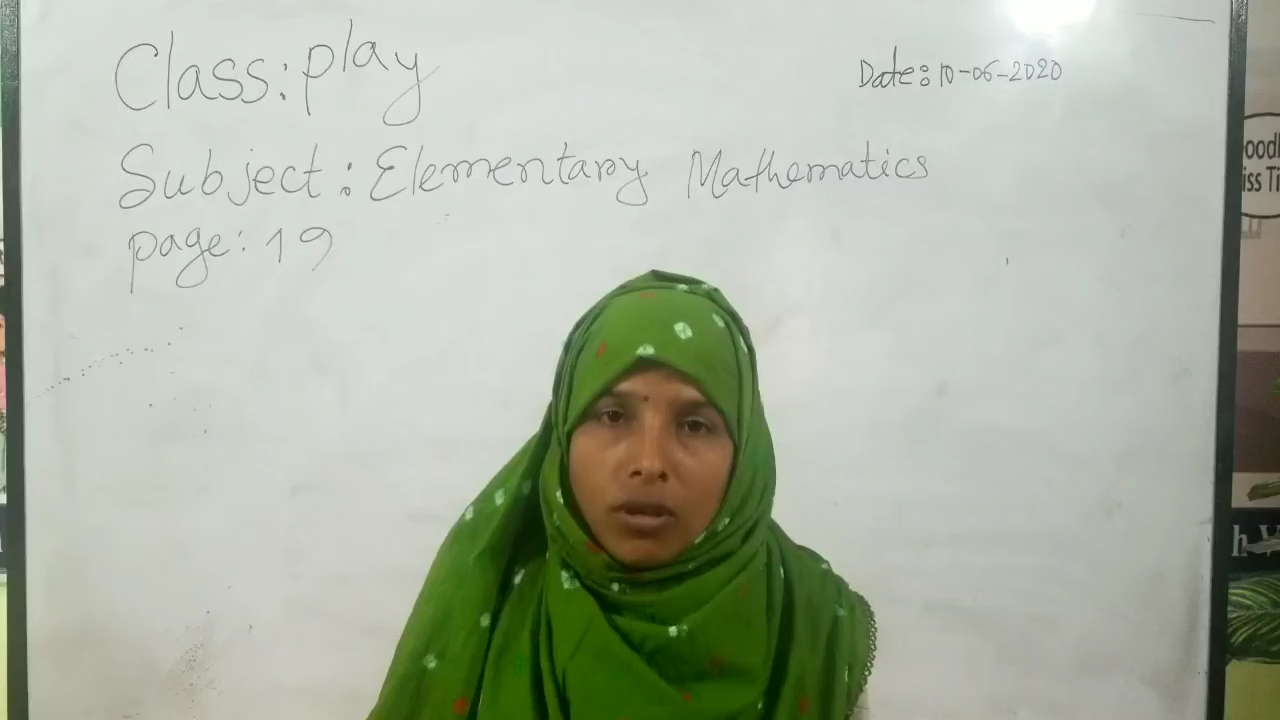 Class: play
Date: 10-06-2020
Subject: Elementary Mathematics
page: 19